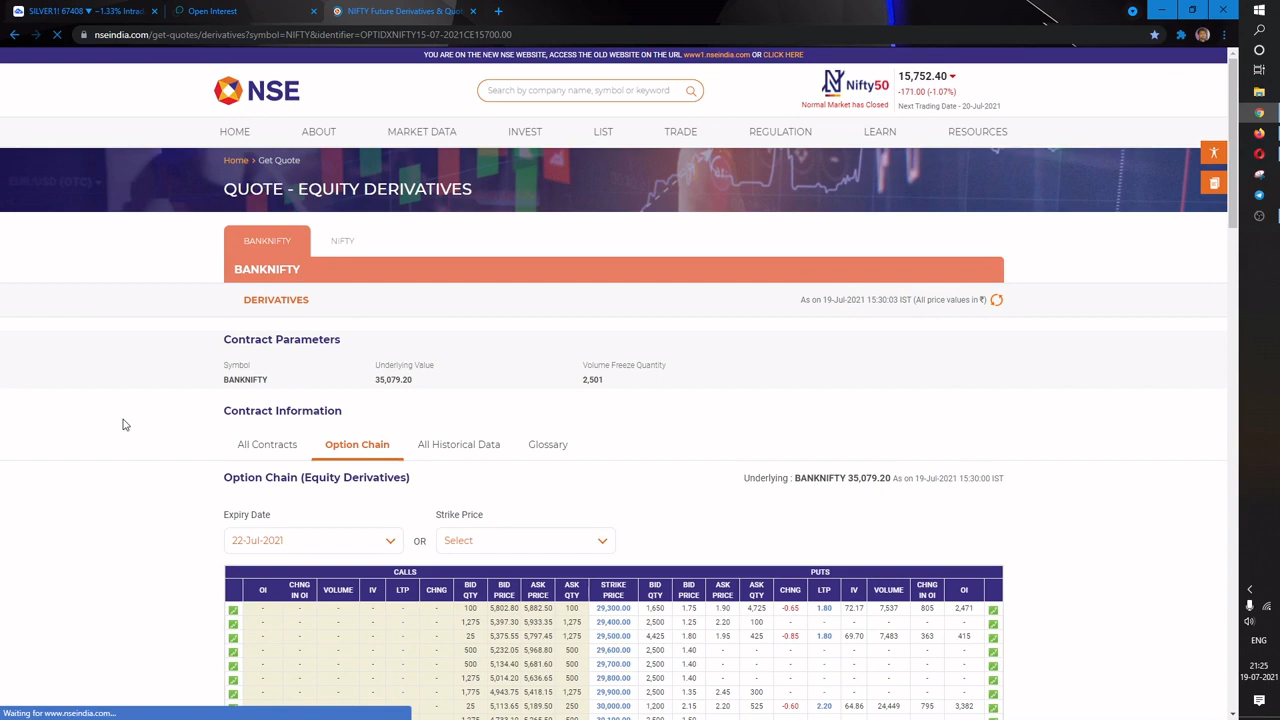 SILVER1! 67408 ▼ −1.33% Intrad
Open Interest
NIFTY Future Derivatives & Quot
nseindia.com/get-quotes/derivatives?symbol=NIFTY&identifier=OPTIDXNIFTY15-07-2021CE15700.00
YOU ARE ON THE NEW NSE WEBSITE, ACCESS THE OLD WEBSITE ON THE URL www1.nseindia.com OR CLICK HERE
NSE
Search by company name, symbol or keyword
Nifty50
Normal Market has Closed
15,752.40
-171.00 (-1.07%)
Next Trading Date - 20-Jul-2021
HOME ABOUT MARKET DATA INVEST LIST TRADE REGULATION LEARN RESOURCES
Home > Get Quote
EUR/USD (OTC)
QUOTE - EQUITY DERIVATIVES
BANKNIFTY NIFTY
BANKNIFTY
DERIVATIVES
As on 19-Jul-2021 15:30:03 IST (All price values in ₹)
Contract Parameters
Symbol Underlying Value Volume Freeze Quantity
BANKNIFTY 35,079.20 2,501
Contract Information
All Contracts Option Chain All Historical Data Glossary
Option Chain (Equity Derivatives)
Underlying : BANKNIFTY 35,079.20 As on 19-Jul-2021 15:30:00 IST
Expiry Date Strike Price
22-Jul-2021 OR Select
CALLS PUTS
OI CHNG IN OI VOLUME IV LTP CHNG BID QTY BID PRICE ASK PRICE ASK QTY STRIKE PRICE BID QTY BID PRICE ASK PRICE ASK QTY CHNG LTP IV VOLUME CHNG IN OI OI
- - - - - - 100 5,802.80 5,882.50 100 29,300.00 1,650 1.75 1.90 4,725 -0.65 1.80 72.17 7,537 805 2,471
- - - - - - 1,275 5,397.30 5,933.35 1,275 29,400.00 2,500 1.25 2.20 100 - - - - - -
- - - - - - 25 5,375.55 5,797.45 1,275 29,500.00 4,425 1.80 1.95 425 -0.85 1.80 69.70 7,483 363 415
- - - - - - 500 5,232.05 5,968.80 500 29,600.00 2,500 1.40 - - - - - - - -
- - - - - - 500 5,134.40 5,681.60 500 29,700.00 2,500 1.40 - - - - - - - -
- - - - - - 1,275 5,014.20 5,636.65 500 29,800.00 2,500 1.40 - - - - - - - -
- - - - - - 1,775 4,943.75 5,418.15 1,275 29,900.00 2,500 1.35 2.45 300 - - - - - -
- - - - - - 25 5,113.65 5,189.85 250 30,000.00 1,200 2.15 2.20 525 -0.60 2.20 64.86 24,449 795 3,382
Waiting for www.nseindia.com...
ENG
21:25
19-07-2021